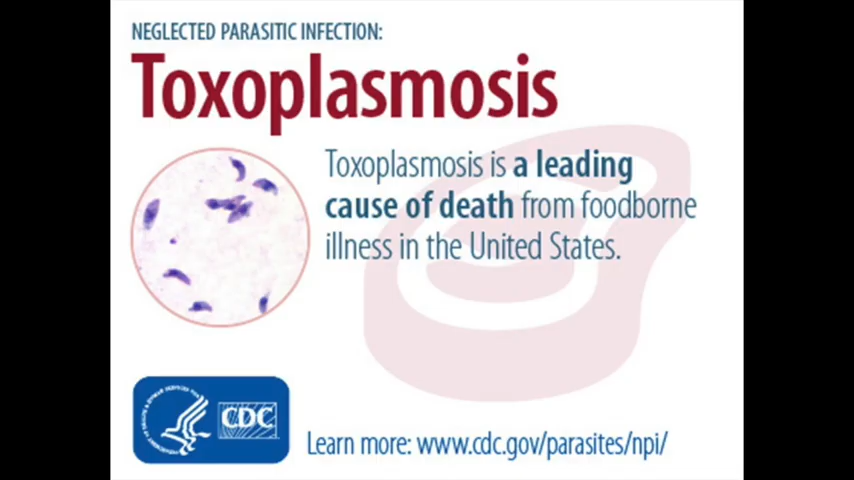 NEGLECTED PARASITIC INFECTION:
Toxoplasmosis
Toxoplasmosis is a leading
cause of death from foodborne
illness in the United States.
CDC
Learn more: www.cdc.gov/parasites/npi/